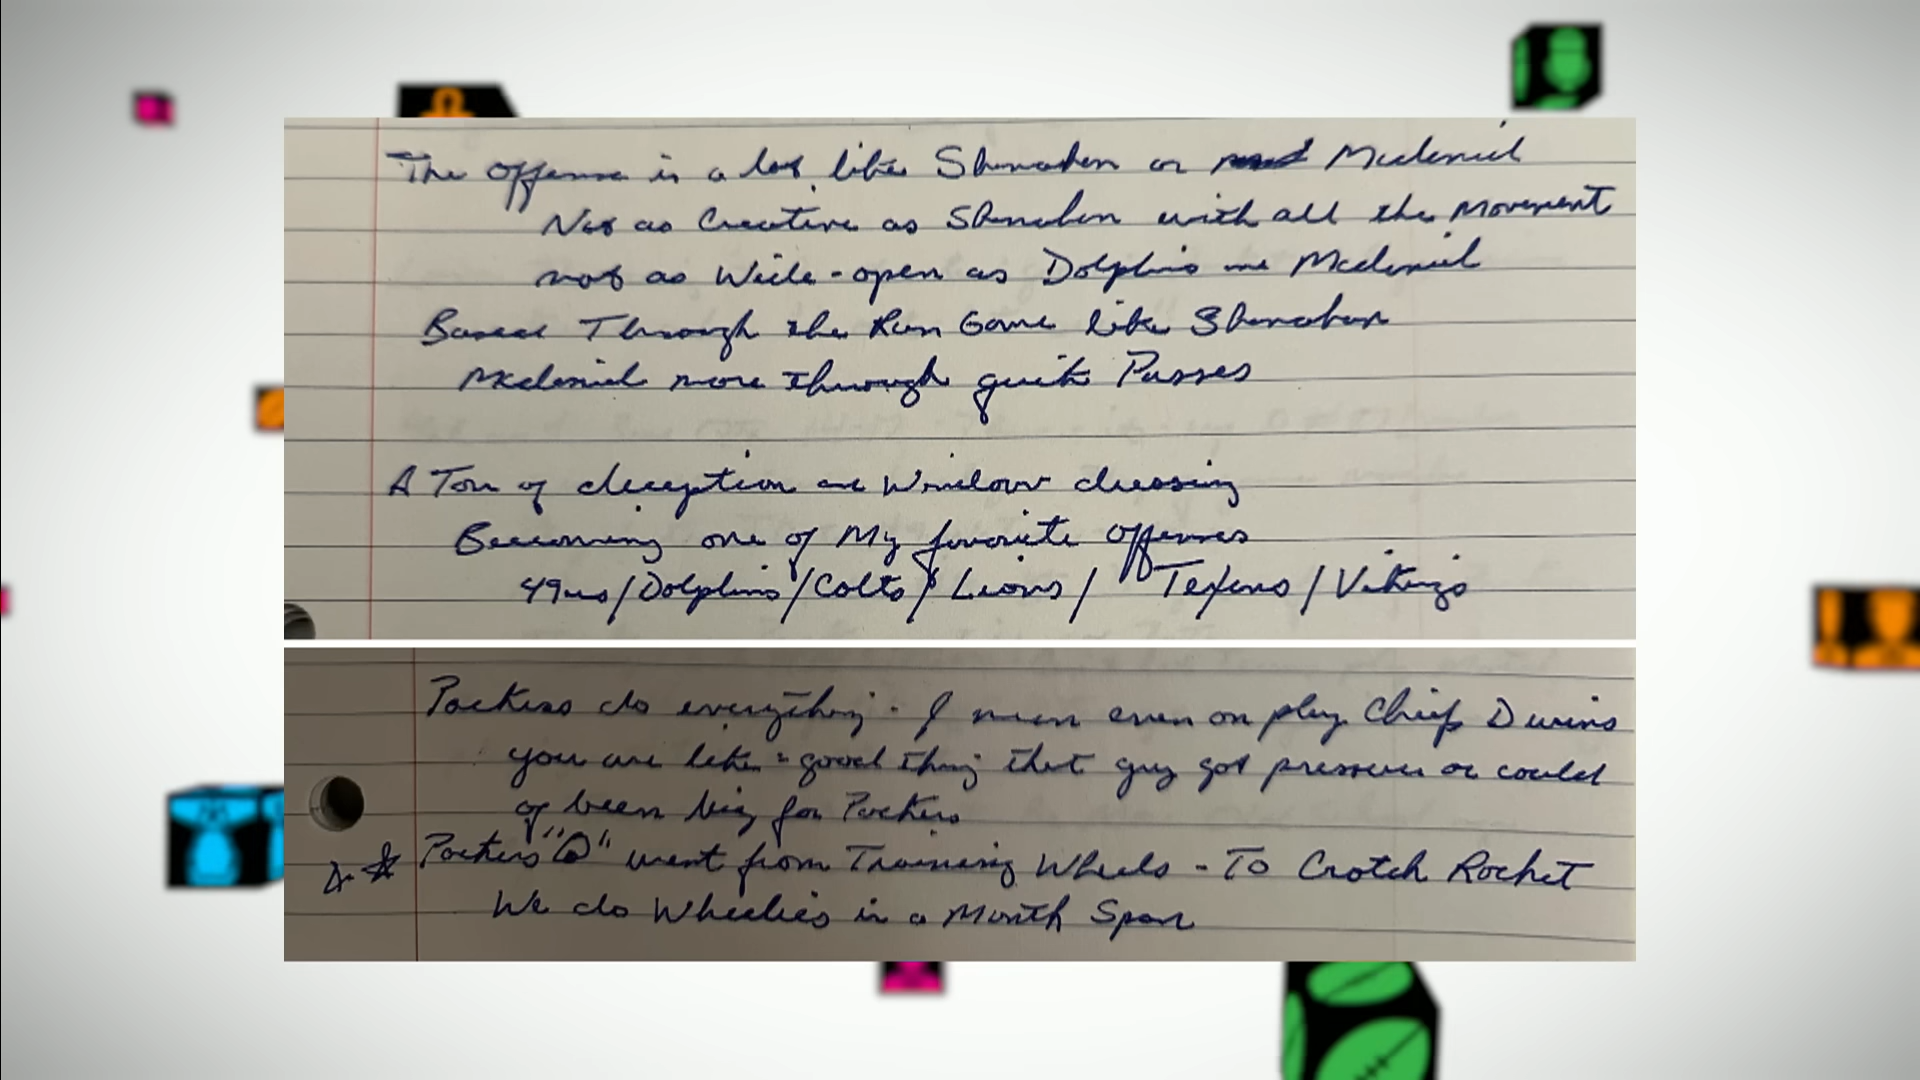 The offense is a lot like Shanahan or McDaniel
Not as Creative as Shanahan with all the Movement
not as Wide-open as Dolphins and McDaniel
Based Through the Run Game like Shanahan
McDaniel more through quick Passes
A Ton of deception and Window dressing
Becoming one of My favorite offenses
49ers/Dolphins/Colts/Lions/ Texans/Vikings
Packers do everything - I mean even on play Chiefs D wins
you are like - good thing that guy got pressure or could
of been big for Packers
Packers "O" went from Training Wheels - To Crotch Rocket
We do Wheelies in a Month Span